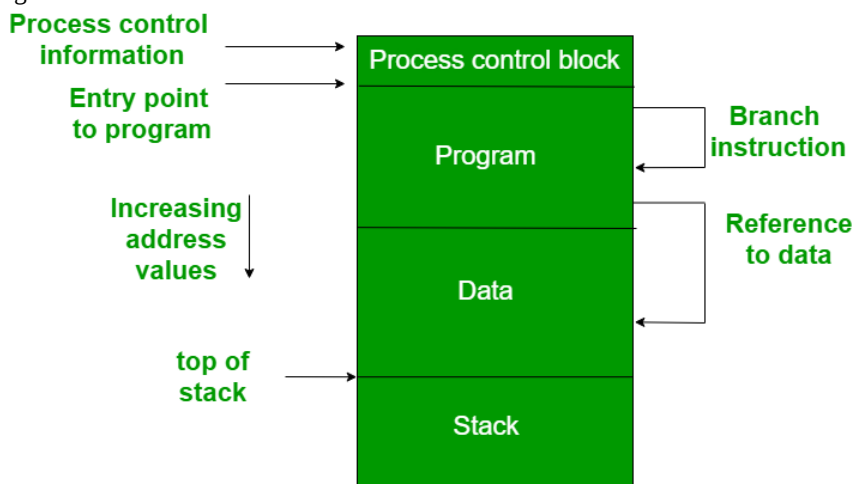 Process control
information
Process control block
Entry point
to program
Branch
instruction
Program
Increasing
address
values
Reference
to data
Data
top of
stack
Stack